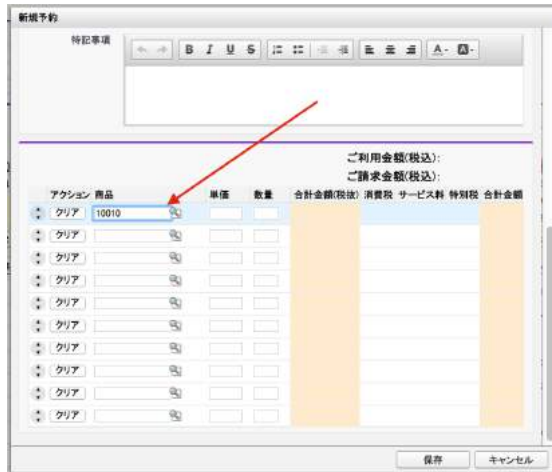 新規予約
特記事項
B I U S A- A-
ご利用金額(税込):
ご請求金額(税込):
アクション 商品 単価 数量 合計金額(税抜) 消費税 サービス料 特別税 合計金額
クリア 10010
クリア
クリア
クリア
クリア
クリア
クリア
クリア
クリア
クリア
保存 キャンセル